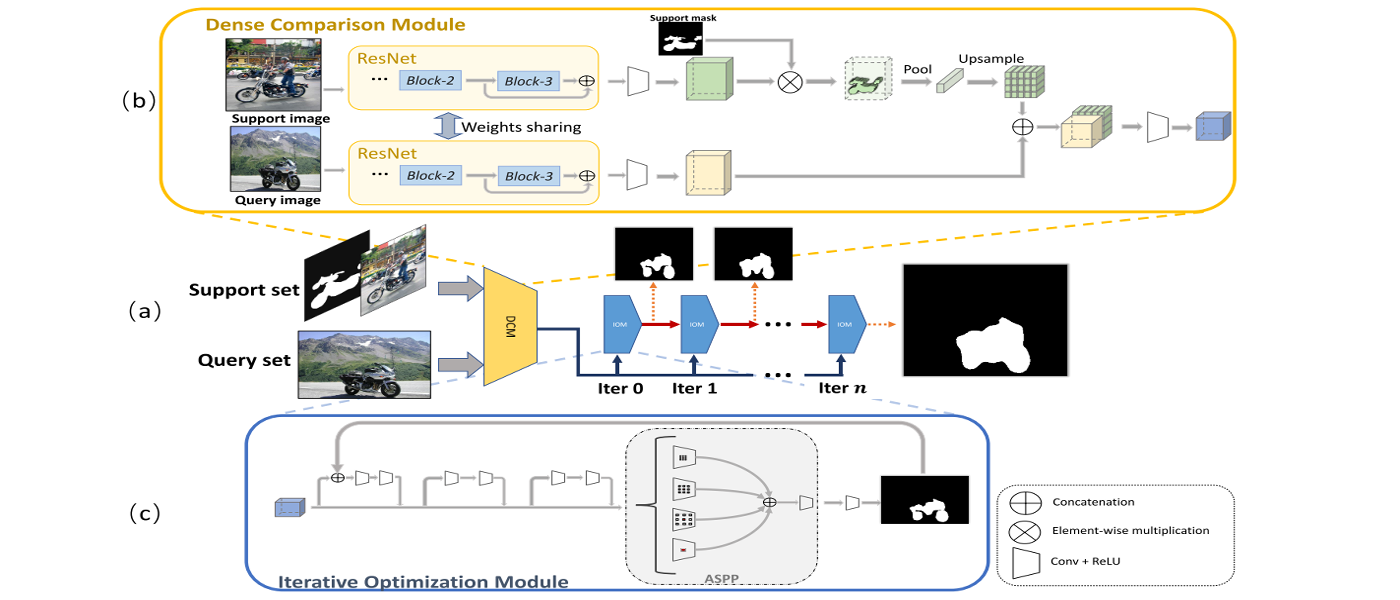 Dense Comparison Module
Support mask
ResNet
... Block-2
Block-3
Pool
Upsample
(b)
Support image
Weights sharing
ResNet
... Block-2
Block-3
Query image
Support set
(a)
DCM
IOM
IOM
...
IOM
Query set
...
Iter 0
Iter 1
Iter n
(c)
Concatenation
Element-wise multiplication
Conv + ReLU
ASPP
Iterative Optimization Module